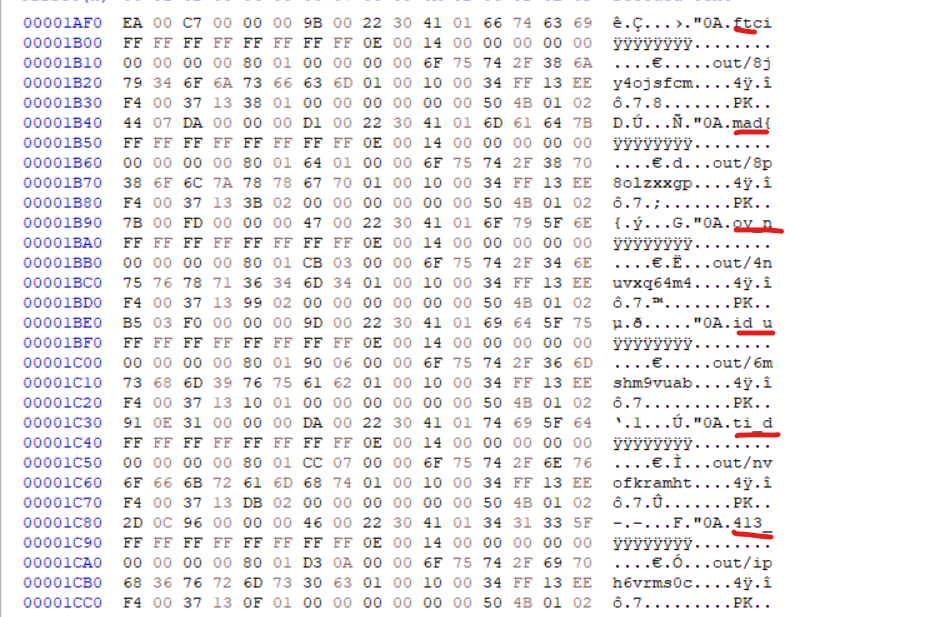 00001AF0 EA 00 C7 00 00 00 9B 00 22 30 41 01 66 74 63 69 ê.Ç...›."0A.ftci
00001B00 FF FF FF FF FF FF FF FF 0E 00 14 00 00 00 00 00 ÿÿÿÿÿÿÿÿ........
00001B10 00 00 00 00 80 01 00 00 00 00 6F 75 74 2F 38 6A ....€.....out/8j
00001B20 79 34 6F 6A 73 66 63 6D 01 00 10 00 34 FF 13 EE y4ojsfcm....4ÿ.î
00001B30 F4 00 37 13 38 01 00 00 00 00 00 00 50 4B 01 02 ô.7.8.......PK..
00001B40 44 07 DA 00 00 00 D1 00 22 30 41 01 6D 61 64 7B D.Ú...Ñ."0A.mad{
00001B50 FF FF FF FF FF FF FF FF 0E 00 14 00 00 00 00 00 ÿÿÿÿÿÿÿÿ........
00001B60 00 00 00 00 80 01 64 01 00 00 6F 75 74 2F 38 70 ....€.d...out/8p
00001B70 38 6F 6C 7A 78 78 67 70 01 00 10 00 34 FF 13 EE 8olzxxgp....4ÿ.î
00001B80 F4 00 37 13 3B 02 00 00 00 00 00 00 50 4B 01 02 ô.7.;.......PK..
00001B90 7B 00 FD 00 00 00 47 00 22 30 41 01 6F 79 5F 6E {.ý...G."0A.oy_n
00001BA0 FF FF FF FF FF FF FF FF 0E 00 14 00 00 00 00 00 ÿÿÿÿÿÿÿÿ........
00001BB0 00 00 00 00 80 01 CB 03 00 00 6F 75 74 2F 34 6E ....€.Ë...out/4n
00001BC0 75 76 78 71 36 34 6D 34 01 00 10 00 34 FF 13 EE uvxq64m4....4ÿ.î
00001BD0 F4 00 37 13 99 02 00 00 00 00 00 00 50 4B 01 02 ô.7.™.......PK..
00001BE0 B5 03 F0 00 00 00 9D 00 22 30 41 01 69 64 5F 75 µ.ð....."0A.id_u
00001BF0 FF FF FF FF FF FF FF FF 0E 00 14 00 00 00 00 00 ÿÿÿÿÿÿÿÿ........
00001C00 00 00 00 00 80 01 90 06 00 00 6F 75 74 2F 36 6D ....€.....out/6m
00001C10 73 68 6D 39 76 75 61 62 01 00 10 00 34 FF 13 EE shm9vuab....4ÿ.î
00001C20 F4 00 37 13 10 01 00 00 00 00 00 00 50 4B 01 02 ô.7.........PK..
00001C30 91 0E 31 00 00 00 DA 00 22 30 41 01 74 69 5F 64 ‘.1...Ú."0A.ti_d
00001C40 FF FF FF FF FF FF FF FF 0E 00 14 00 00 00 00 00 ÿÿÿÿÿÿÿÿ........
00001C50 00 00 00 00 80 01 CC 07 00 00 6F 75 74 2F 6E 76 ....€.Ì...out/nv
00001C60 6F 66 6B 72 61 6D 68 74 01 00 10 00 34 FF 13 EE ofkramht....4ÿ.î
00001C70 F4 00 37 13 DB 02 00 00 00 00 00 00 50 4B 01 02 ô.7.Û.......PK..
00001C80 2D 0C 96 00 00 00 46 00 22 30 41 01 34 31 33 5F -.–...F."0A.413_
00001C90 FF FF FF FF FF FF FF FF 0E 00 14 00 00 00 00 00 ÿÿÿÿÿÿÿÿ........
00001CA0 00 00 00 00 80 01 D3 0A 00 00 6F 75 74 2F 69 70 ....€.Ó...out/ip
00001CB0 68 36 76 72 6D 73 30 63 01 00 10 00 34 FF 13 EE h6vrms0c....4ÿ.î
00001CC0 F4 00 37 13 0F 01 00 00 00 00 00 00 50 4B 01 02 ô.7.........PK..